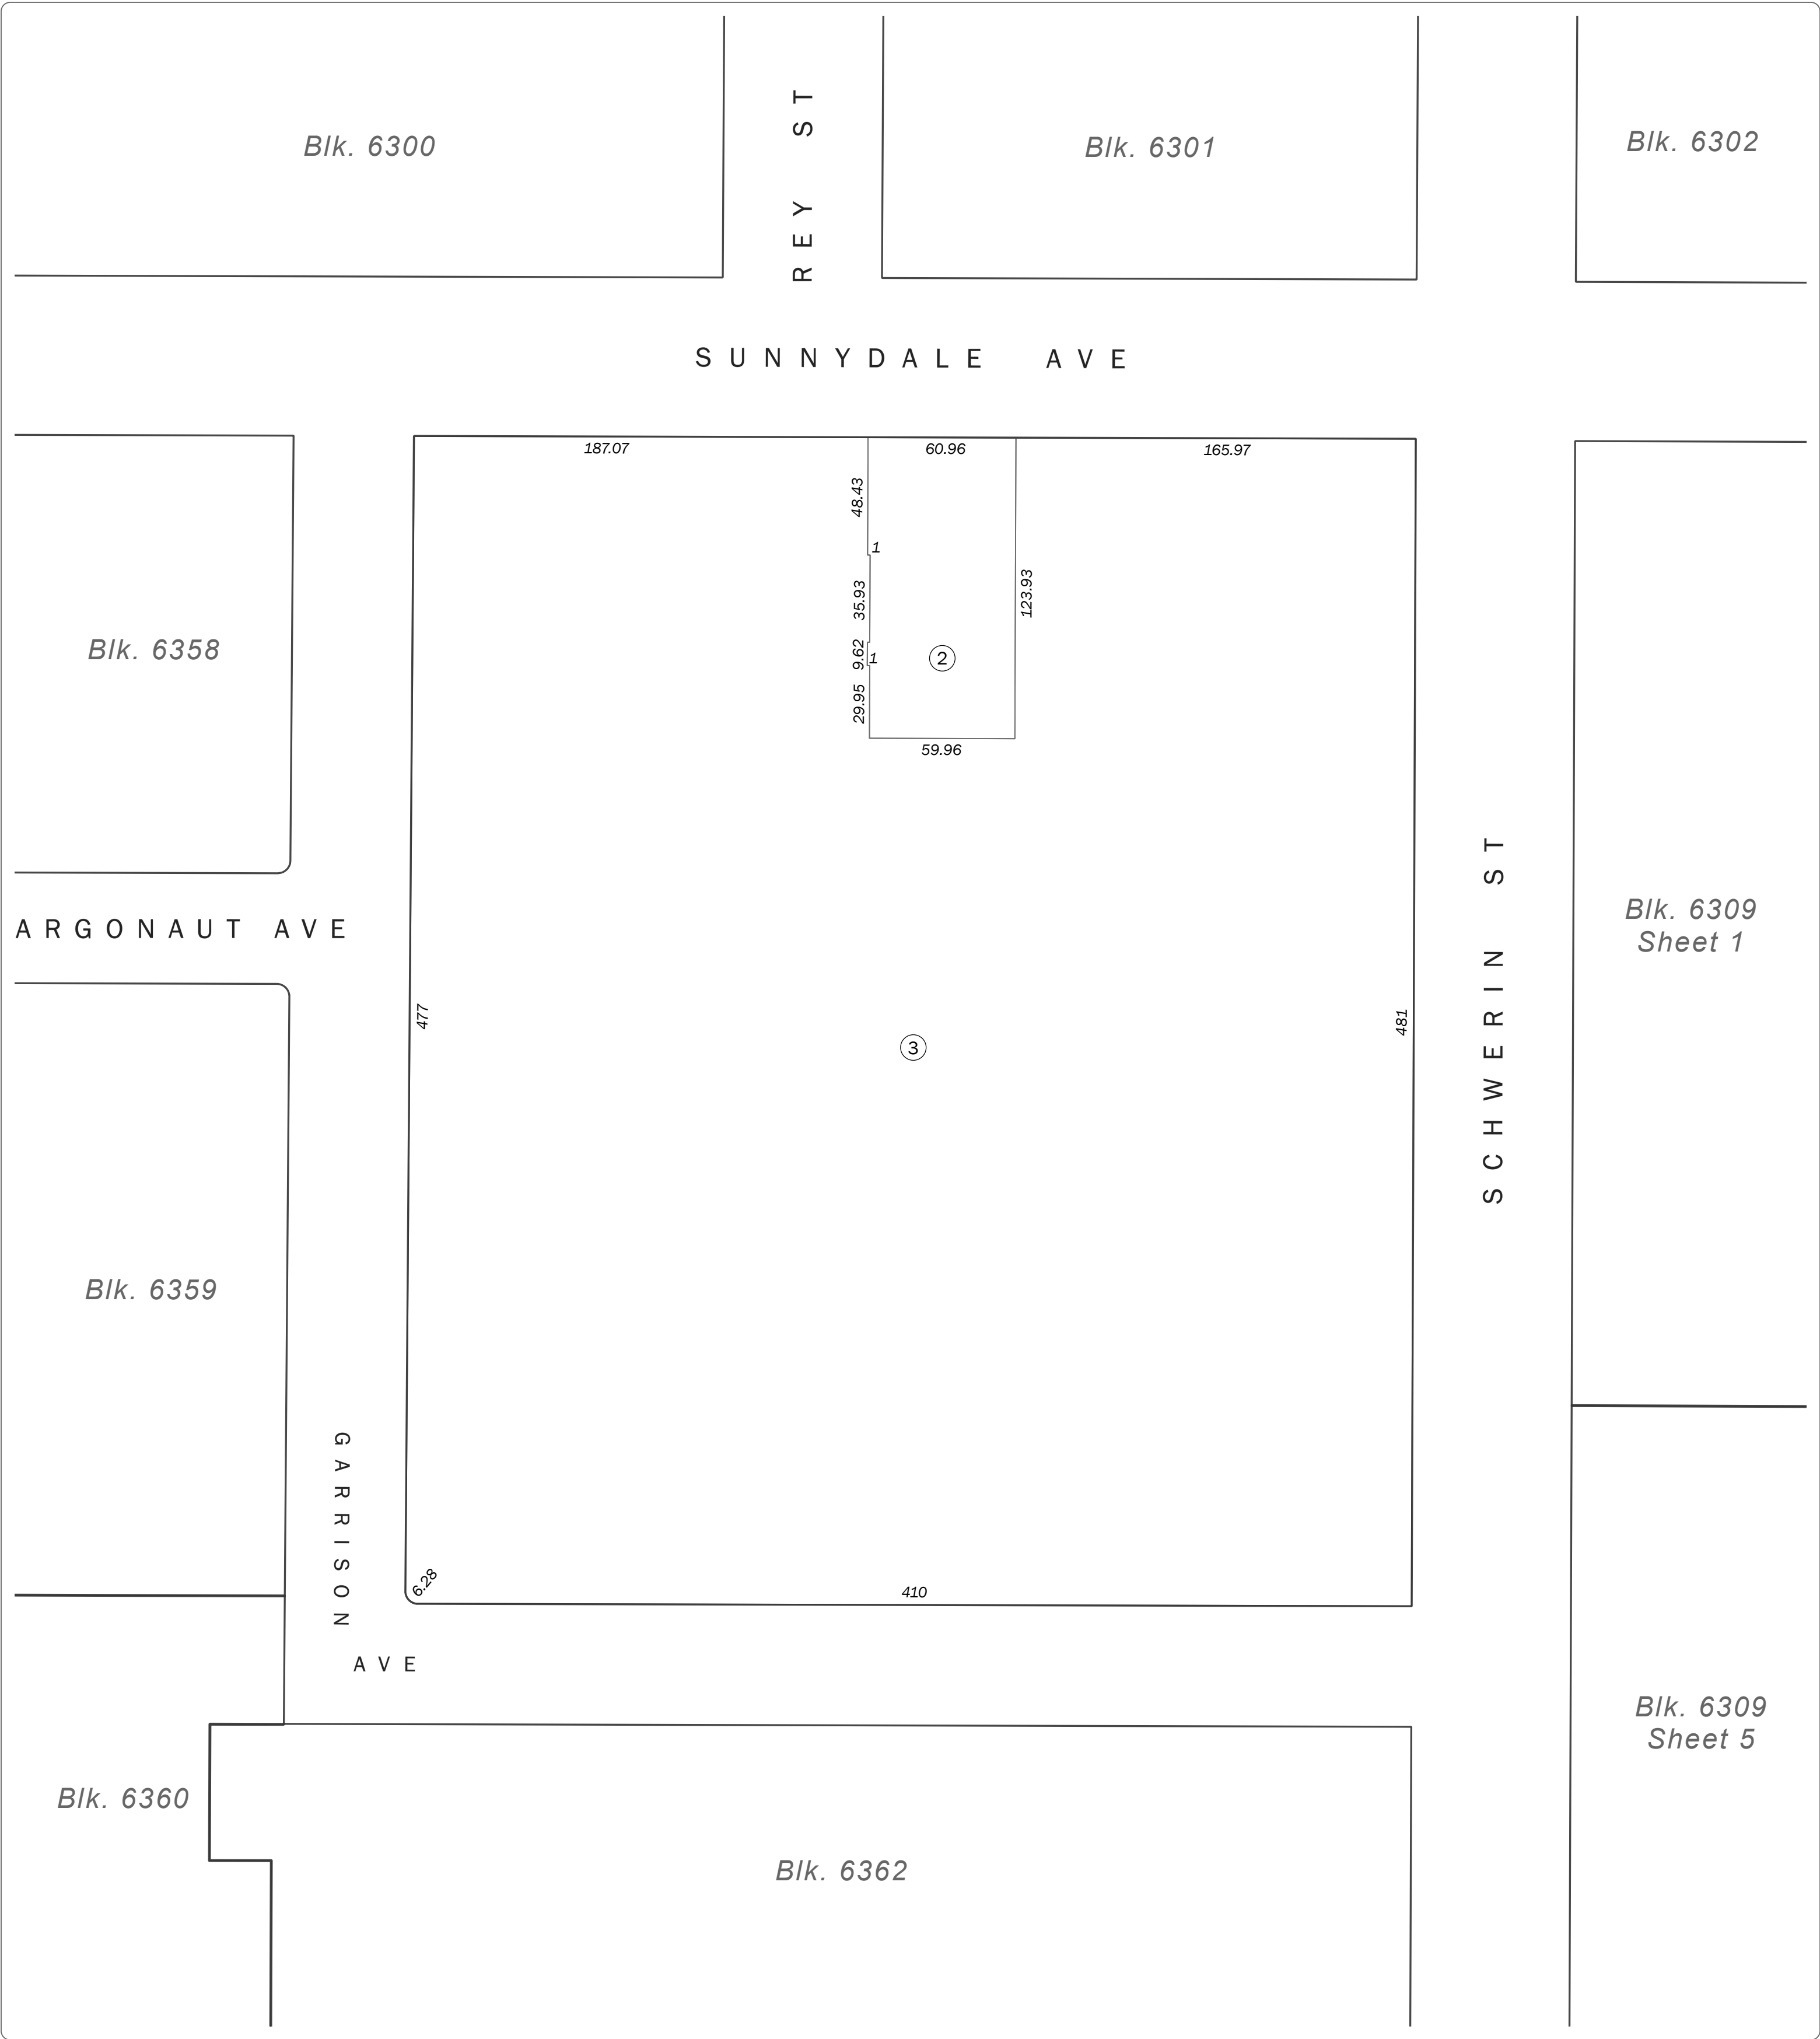 Blk. 6300
REY ST
Blk. 6301
Blk. 6302
SUNNYDALE AVE
187.07
60.96
165.97
48.43
1
35.93
123.93
9.62
1
2
29.95
59.96
Blk. 6358
ARGONAUT AVE
477
3
481
SCHWERIN ST
Blk. 6309
Sheet 1
Blk. 6359
GARRISON
AVE
6.28
410
Blk. 6309
Sheet 5
Blk. 6360
Blk. 6362